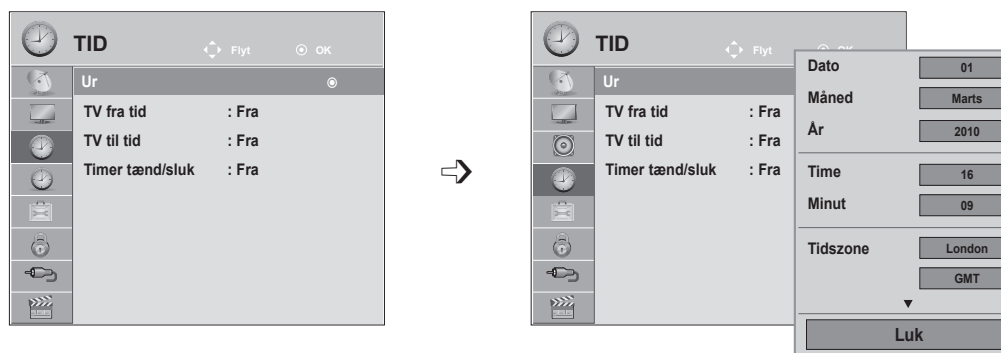 TID
Flyt
OK
Ur
TV fra tid : Fra
TV til tid : Fra
Timer tænd/sluk : Fra
TID
Flyt
OK
Ur
TV fra tid : Fra
TV til tid : Fra
Timer tænd/sluk : Fra
Dato 01
Måned Marts
År 2010
Time 16
Minut 09
Tidszone London
GMT
Luk